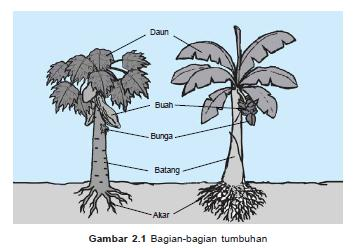 Daun
Buah
Bunga
Batang
Akar
Gambar 2.1 Bagian-bagian tumbuhan